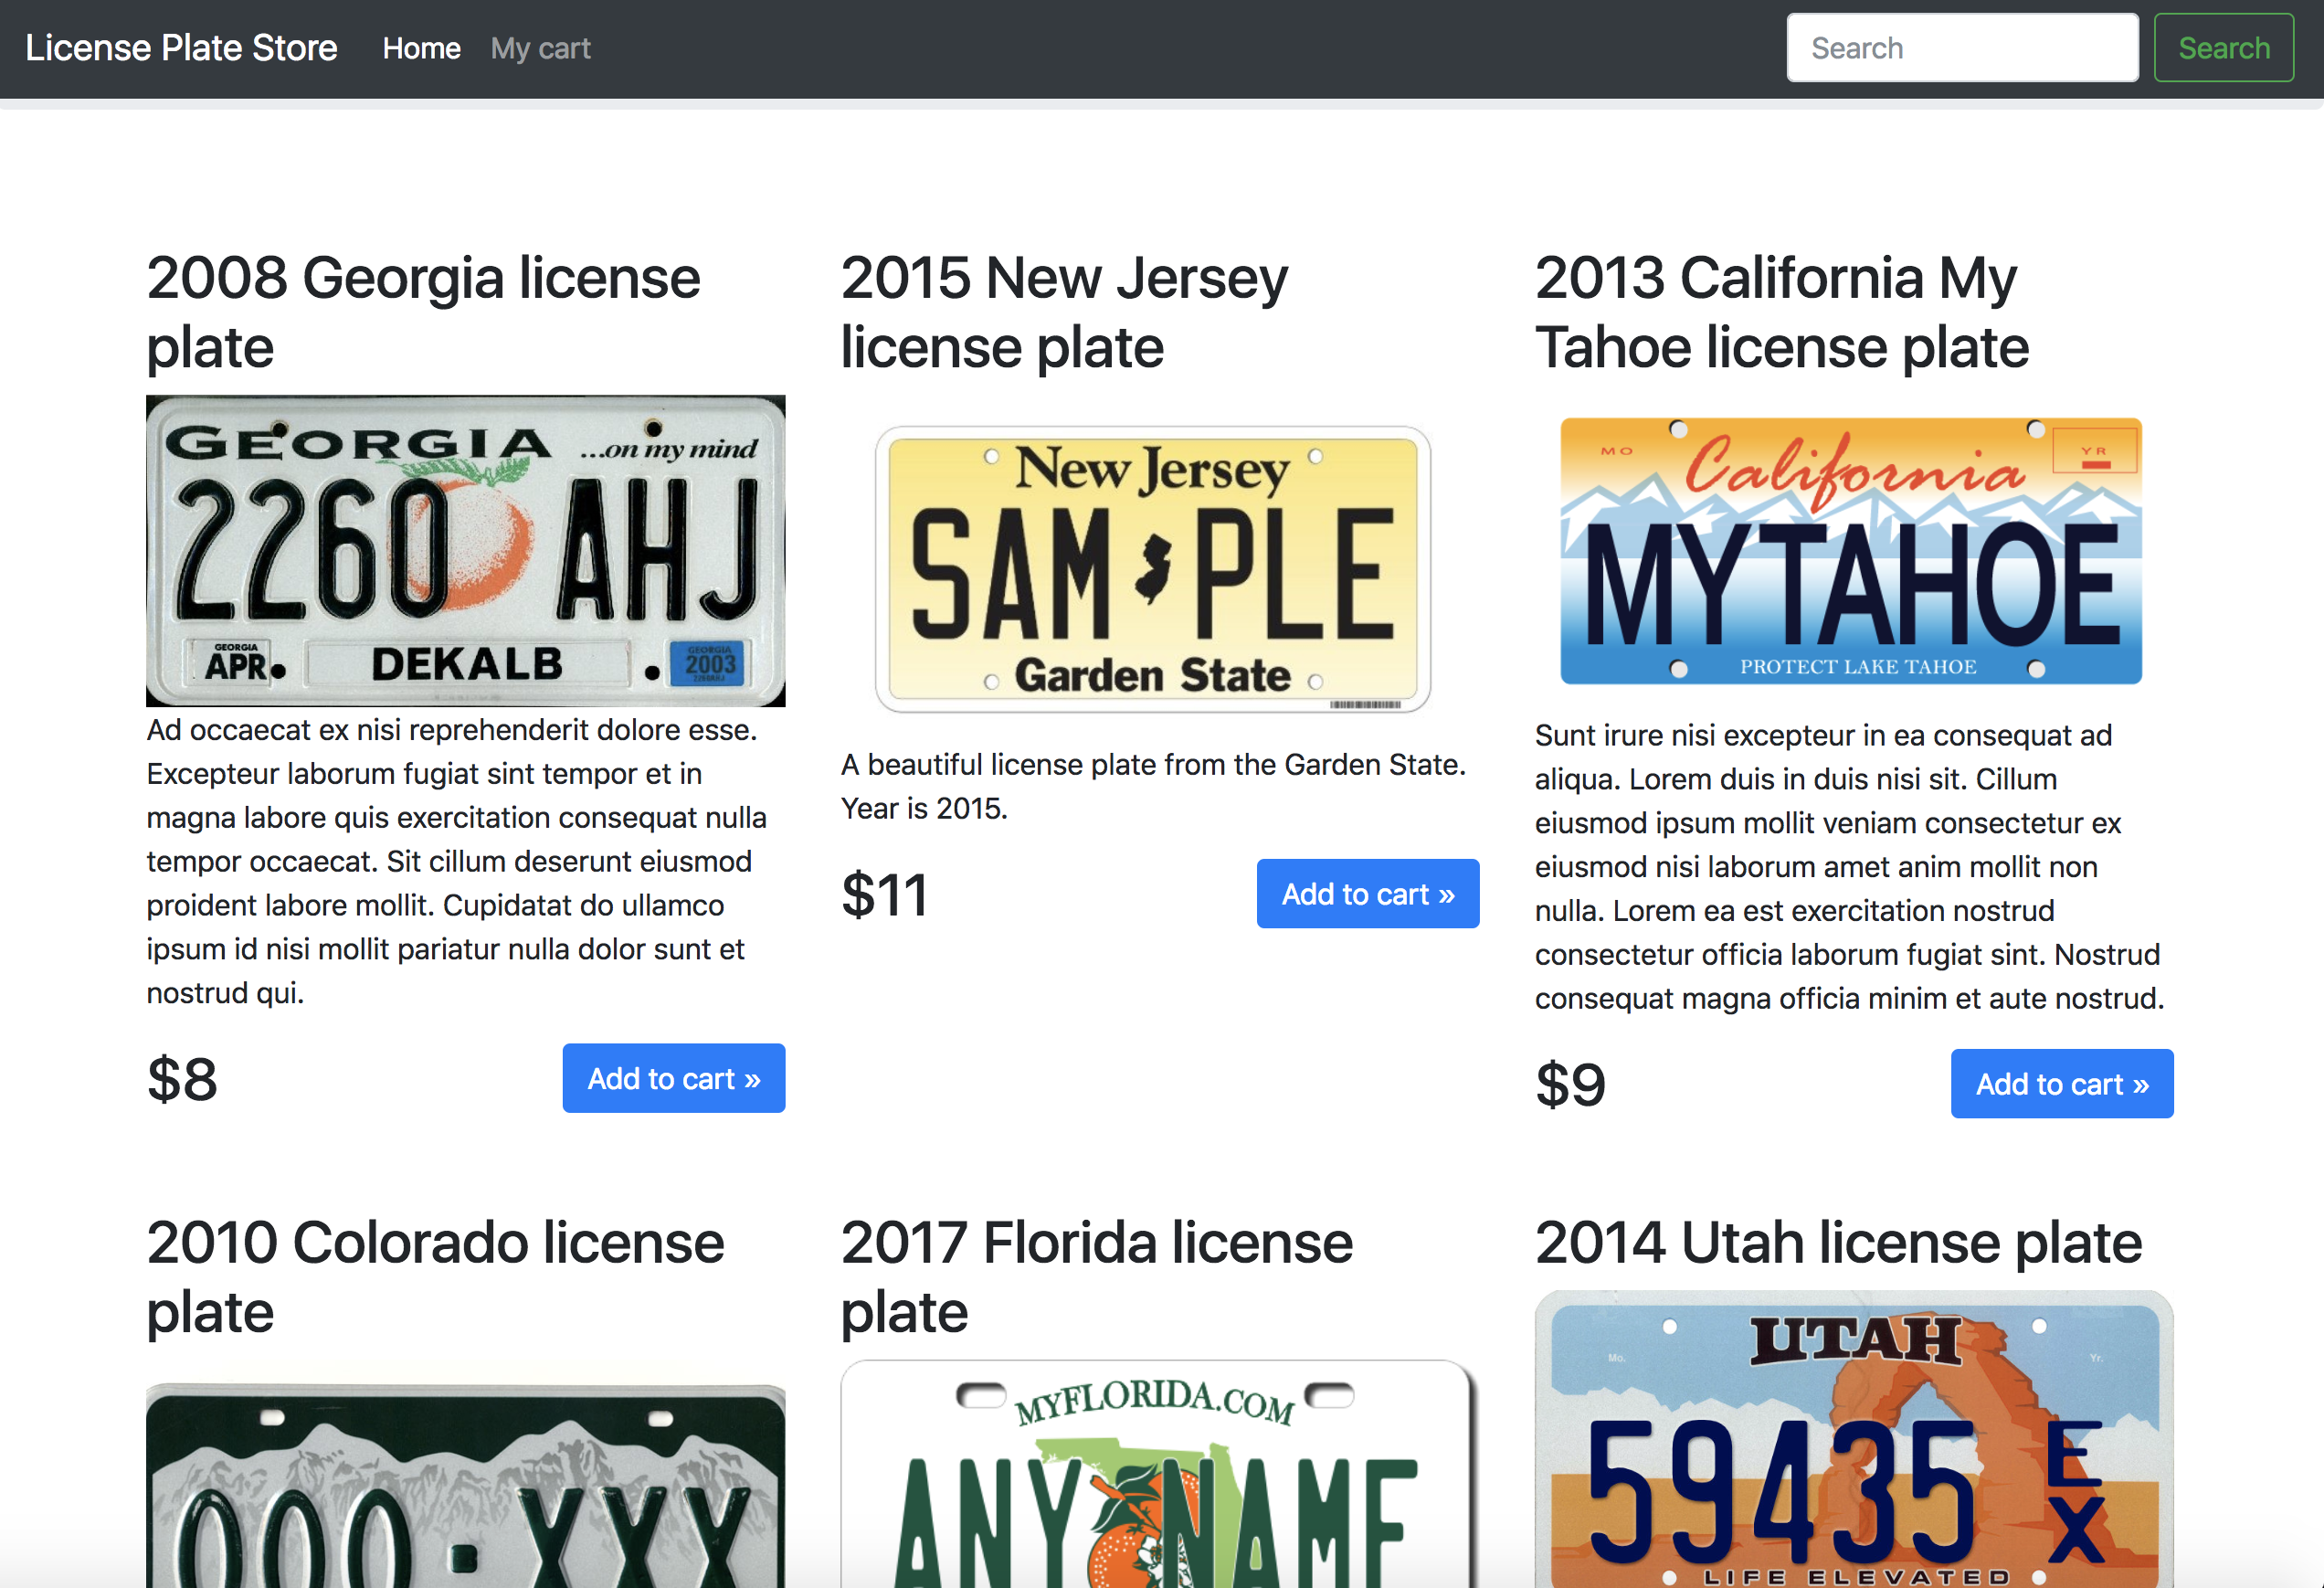 License Plate Store Home My cart Search Search
2008 Georgia license
plate
GEORGIA ...on my mind
2260 AHJ
GEORGIA
APR. DEKALB GEORGIA
2003
Ad occaecat ex nisi reprehenderit dolore esse.
Excepteur laborum fugiat sint tempor et in
magna labore quis exercitation consequat nulla
tempor occaecat. Sit cillum deserunt eiusmod
proident labore mollit. Cupidatat do ullamco
ipsum id nisi mollit pariatur nulla dolor sunt et
nostrud qui.
$8 Add to cart »
2015 New Jersey
license plate
New Jersey
SAM PLE
Garden State
A beautiful license plate from the Garden State.
Year is 2015.
$11 Add to cart »
2013 California My
Tahoe license plate
MO California YR
MYTAHOE
PROTECT LAKE TAHOE
Sunt irure nisi excepteur in ea consequat ad
aliqua. Lorem duis in duis nisi sit. Cillum
eiusmod ipsum mollit veniam consectetur ex
eiusmod nisi laborum amet anim mollit non
nulla. Lorem ea est exercitation nostrud
consectetur officia laborum fugiat sint. Nostrud
consequat magna officia minim et aute nostrud.
$9 Add to cart »
2010 Colorado license
plate
000·XXX
2017 Florida license
plate
MYFLORIDA.COM
ANY NAME
2014 Utah license plate
UTAH
Mo. Yr.
59435 EX
LIFE ELEVATED